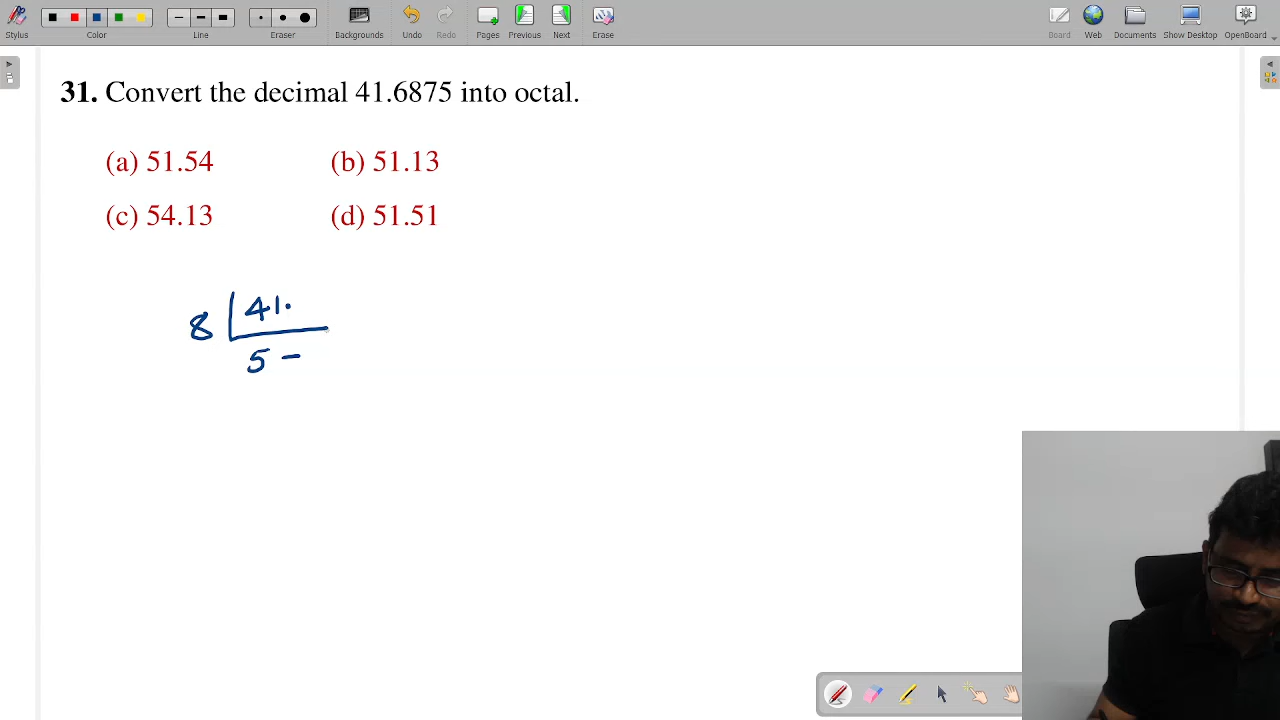 Stylus Color Line Eraser Backgrounds Undo Redo Pages Previous Next Erase Board Web Documents Show Desktop OpenBoard
31. Convert the decimal 41.6875 into octal.
(a) 51.54 (b) 51.13
(c) 54.13 (d) 51.51
8 41.
5 –